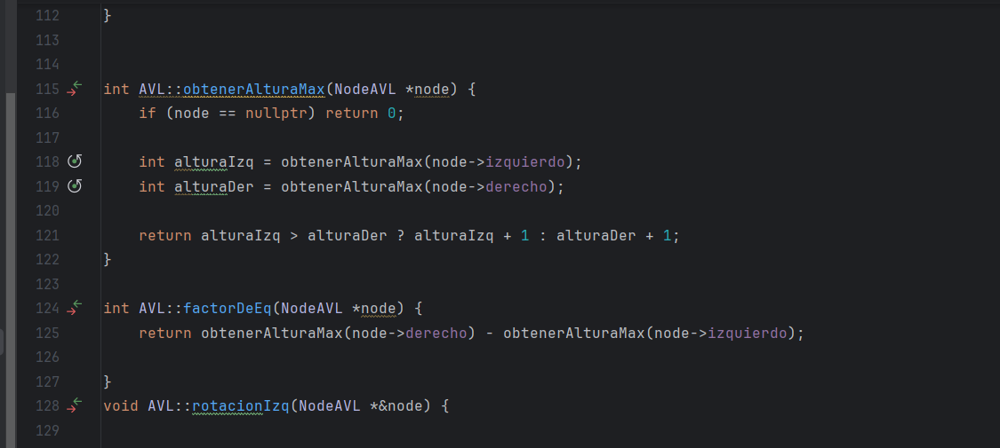 112 }
113
114
115 int AVL::obtenerAlturaMax(NodeAVL *node) {
116     if (node == nullptr) return 0;
117
118     int alturaIzq = obtenerAlturaMax(node->izquierdo);
119     int alturaDer = obtenerAlturaMax(node->derecho);
120
121     return alturaIzq > alturaDer ? alturaIzq + 1 : alturaDer + 1;
122 }
123
124 int AVL::factorDeEq(NodeAVL *node) {
125     return obtenerAlturaMax(node->derecho) - obtenerAlturaMax(node->izquierdo);
126
127 }
128 void AVL::rotacionIzq(NodeAVL *&node) {
129